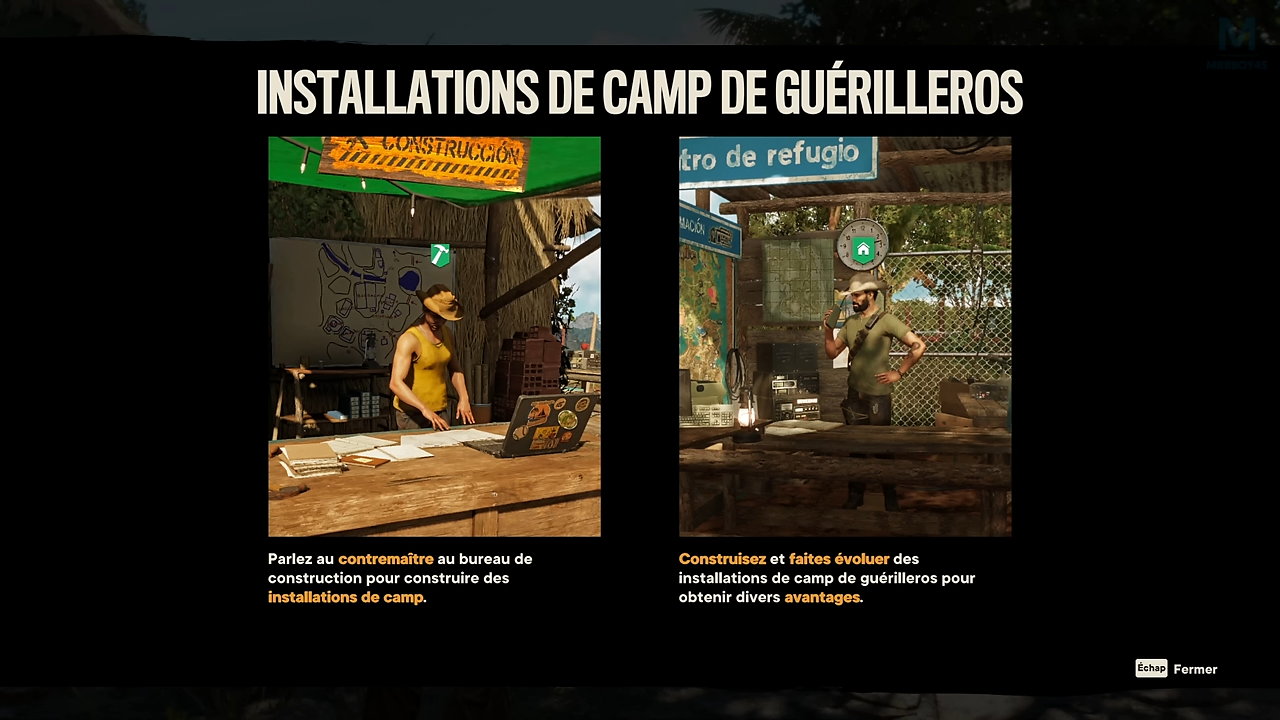 INSTALLATIONS DE CAMP DE GUÉRILLEROS
CONSTRUCCIÓN
tro de refugio
MACIÓN
Parlez au contremaître au bureau de
construction pour construire des
installations de camp.
Construisez et faites évoluer des
installations de camp de guérilleros pour
obtenir divers avantages.
Échap Fermer